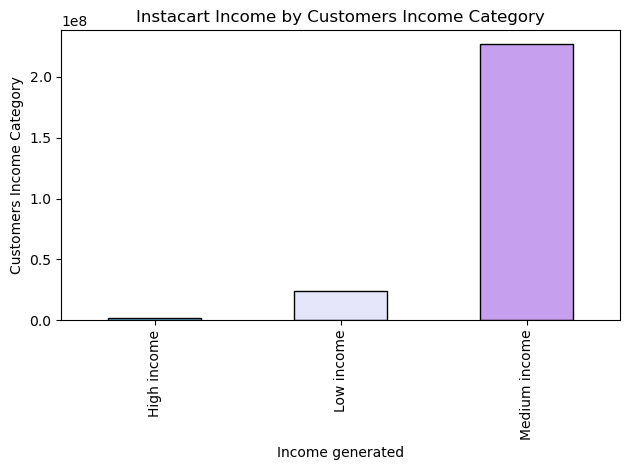 Instacart Income by Customers Income Category
1e8
Customers Income Category
2.0
1.5
1.0
0.5
0.0
High income
Low income
Medium income
Income generated